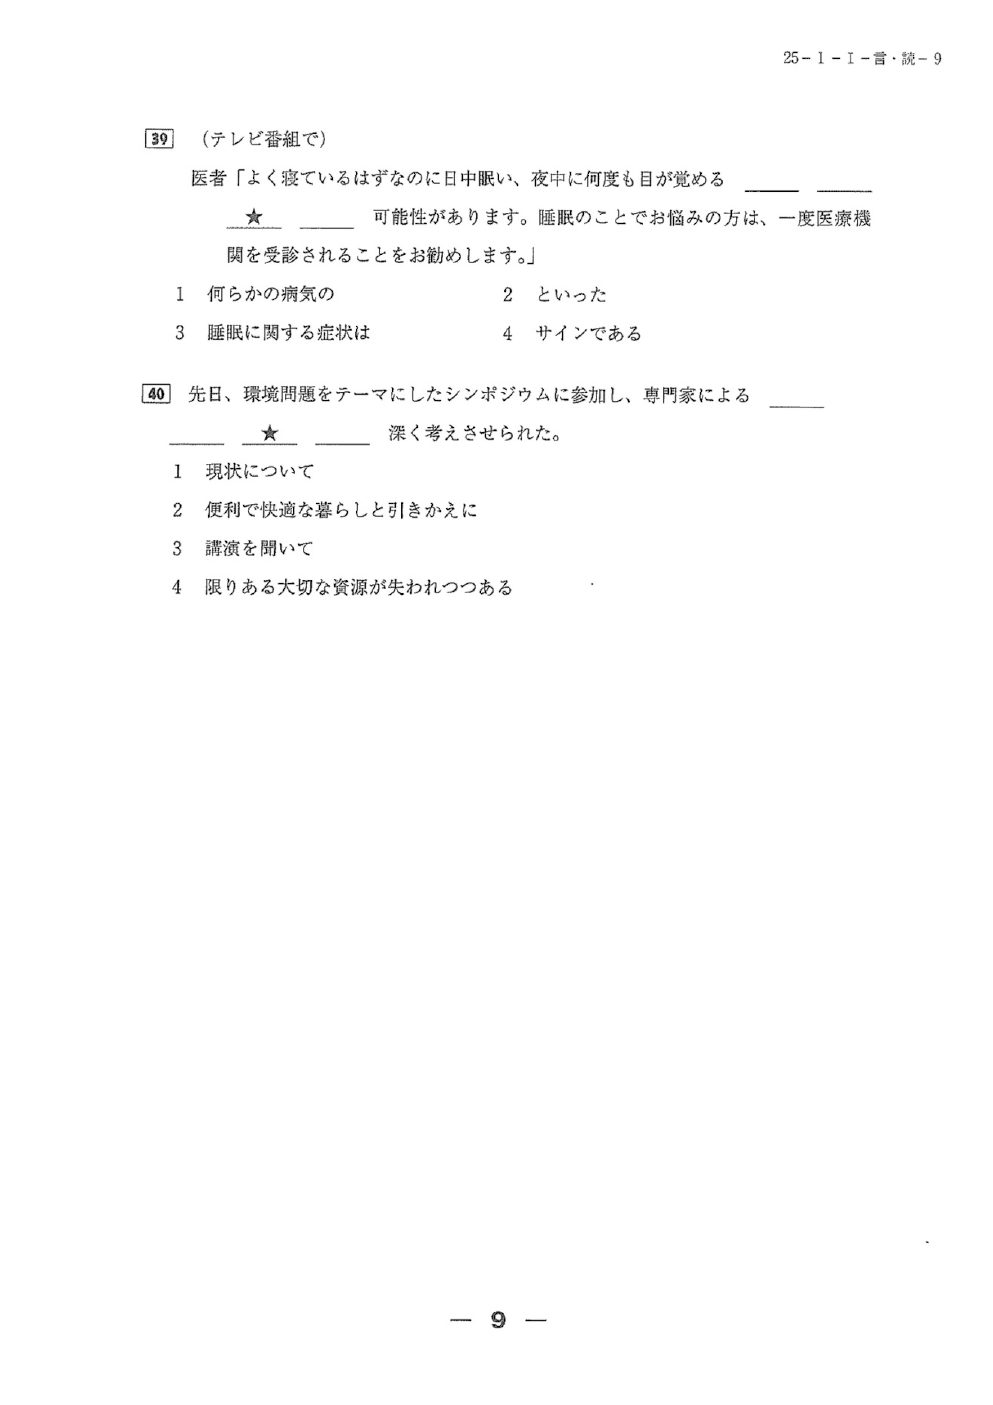 25-1-I-言・読-9
39 （テレビ番組で）
医者「よく寝ているはずなのに日中眠い、夜中に何度も目が覚める ＿＿＿ ＿＿＿
＿★＿ ＿＿＿ 可能性があります。睡眠のことでお悩みの方は、一度医療機
関を受診されることをお勧めします。」
1 何らかの病気の 2 といった
3 睡眠に関する症状は 4 サインである
40 先日、環境問題をテーマにしたシンポジウムに参加し、専門家による ＿＿＿
＿＿＿ ＿★＿ ＿＿＿ 深く考えさせられた。
1 現状について
2 便利で快適な暮らしと引きかえに
3 講演を聞いて
4 限りある大切な資源が失われつつある
— 9 —